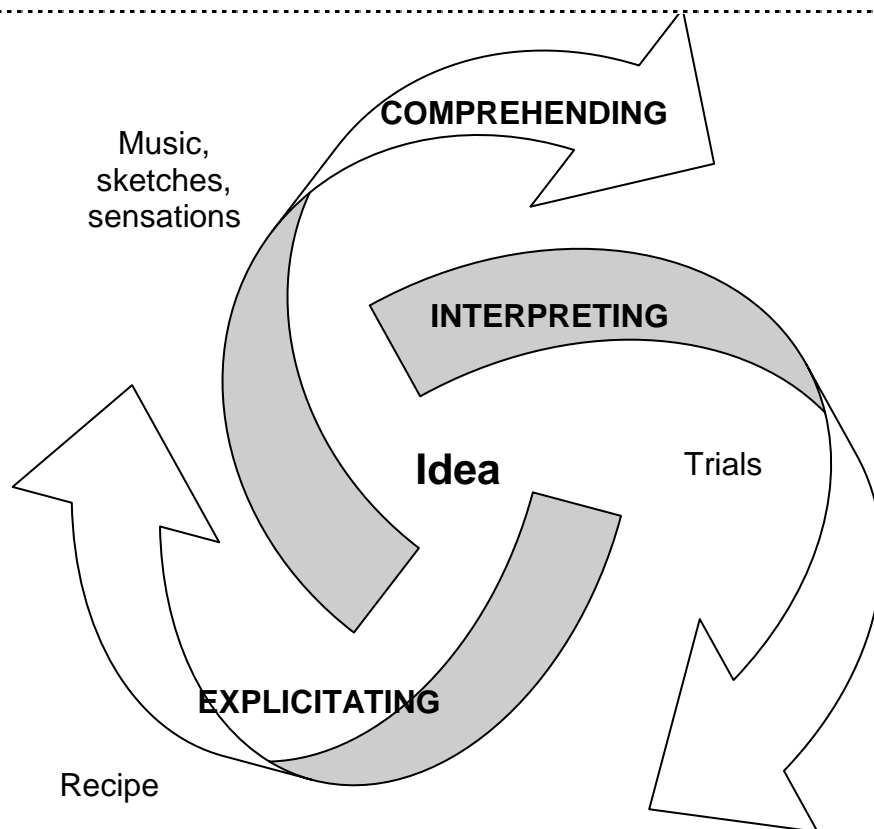 COMPREHENDING
Music,
sketches,
sensations
INTERPRETING
Idea
Trials
EXPLICITATING
Recipe